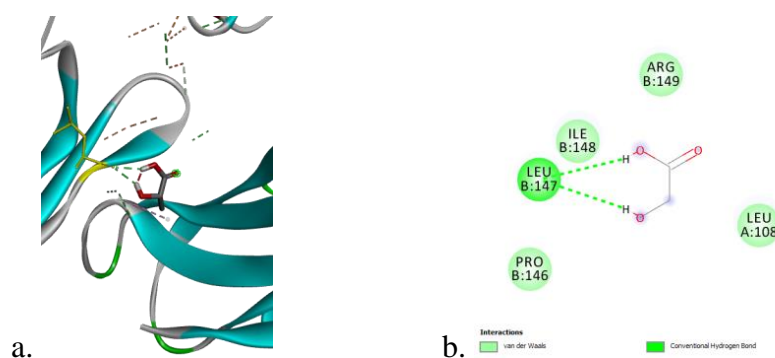 ARG
B:149
ILE
B:148
H
O
O
LEU
B:147
H
O
LEU
A:108
PRO
B:146
Interactions
van der Waals
Conventional Hydrogen Bond
a.
b.